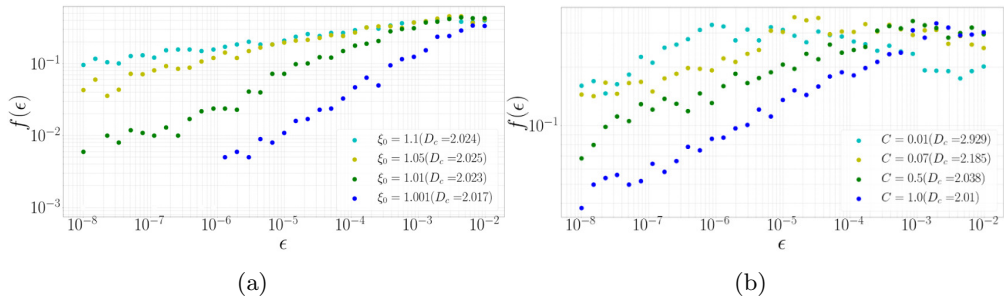 f(ϵ)
10⁻¹
10⁻²
10⁻³
10⁻⁸ 10⁻⁷ 10⁻⁶ 10⁻⁵ 10⁻⁴ 10⁻³ 10⁻²
ϵ
ξ₀ = 1.1(D_c =2.024)
ξ₀ = 1.05(D_c =2.025)
ξ₀ = 1.01(D_c =2.023)
ξ₀ = 1.001(D_c =2.017)
(a)
f(ϵ)
10⁻¹
10⁻⁸ 10⁻⁷ 10⁻⁶ 10⁻⁵ 10⁻⁴ 10⁻³ 10⁻²
ϵ
C = 0.01(D_c =2.929)
C = 0.07(D_c =2.185)
C = 0.5(D_c =2.038)
C = 1.0(D_c =2.01)
(b)